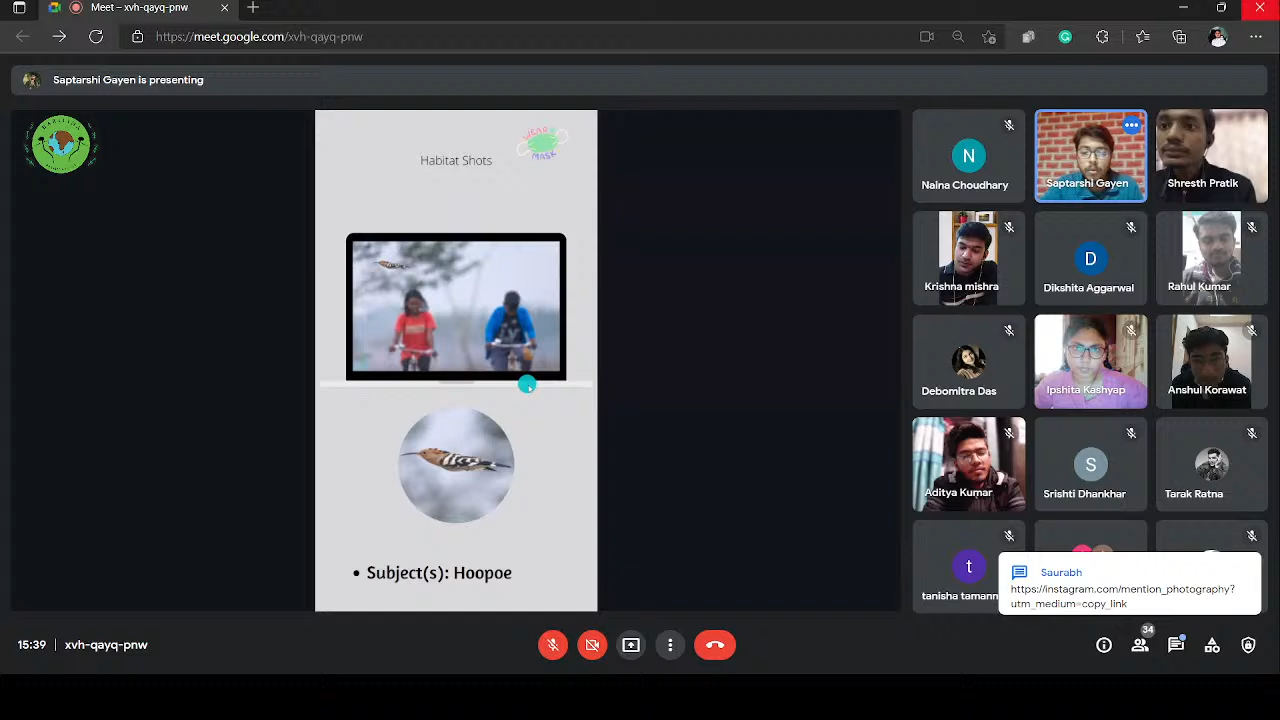 Meet – xvh-qayq-pnw
https://meet.google.com/xvh-qayq-pnw
Saptarshi Gayen is presenting
Habitat Shots
WEAR A
MASK
Subject(s): Hoopoe
N
Naina Choudhary
Saptarshi Gayen
Shresth Pratik
Krishna mishra
D
Dikshita Aggarwal
Rahul Kumar
Debomitra Das
Ipshita Kashyap
Anshul Korawat
Aditya Kumar
S
Srishti Dhankhar
Tarak Ratna
t
tanisha tamann
Saurabh
https://instagram.com/mention_photography?
utm_medium=copy_link
15:39 | xvh-qayq-pnw
34